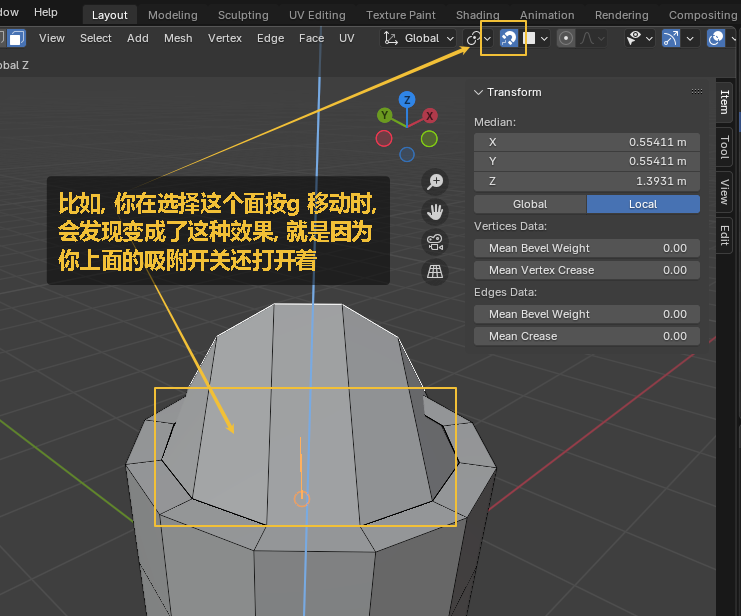 dow Help Layout Modeling Sculpting UV Editing Texture Paint Shading Animation Rendering Compositing
View Select Add Mesh Vertex Edge Face UV Global
obal Z
Transform
Median:
X 0.55411 m
Y 0.55411 m
Z 1.3931 m
Global Local
Vertices Data:
Mean Bevel Weight 0.00
Mean Vertex Crease 0.00
Edges Data:
Mean Bevel Weight 0.00
Mean Crease 0.00
Item
Tool
View
Edit
Z
Y
X
比如, 你在选择这个面按g 移动时,
会发现变成了这种效果, 就是因为
你上面的吸附开关还打开着